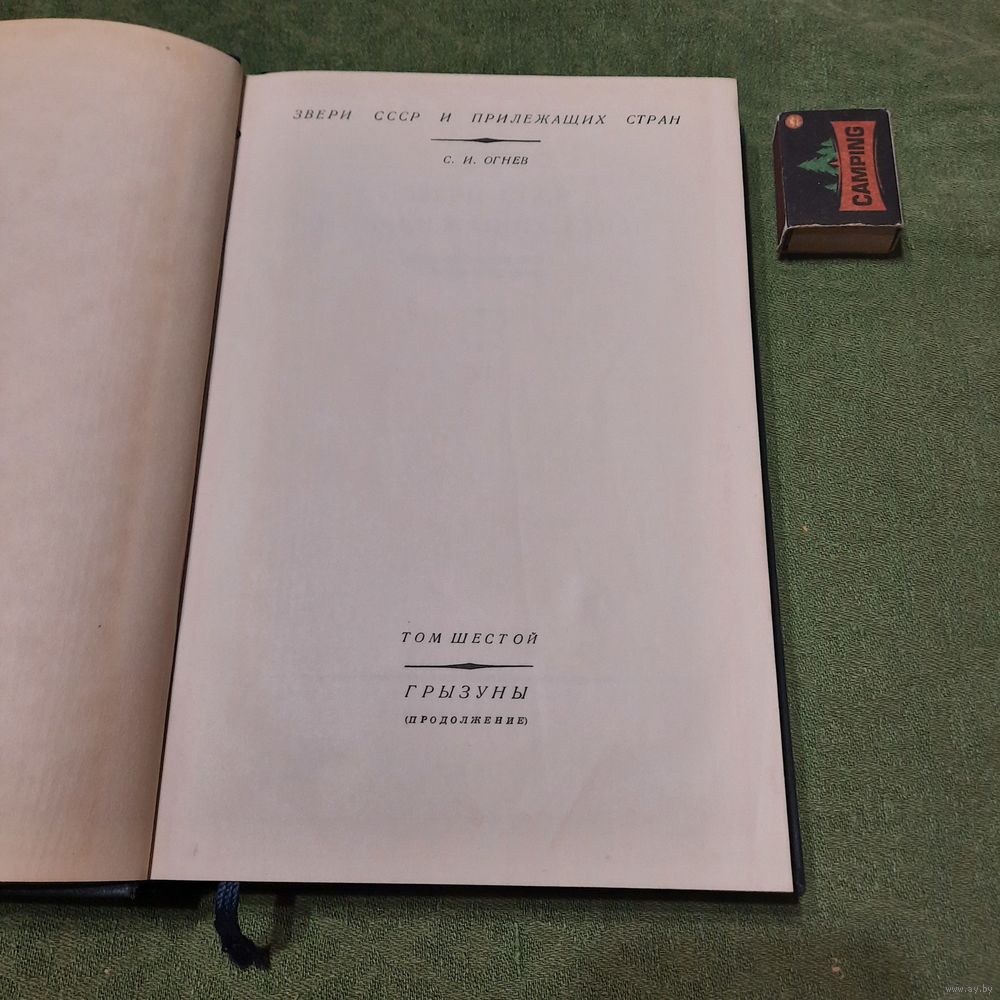 ЗВЕРИ СССР И ПРИЛЕЖАЩИХ СТРАН
С. И. ОГНЕВ
ТОМ ШЕСТОЙ
ГРЫЗУНЫ
(ПРОДОЛЖЕНИЕ)
CAMPING
www.ay.by